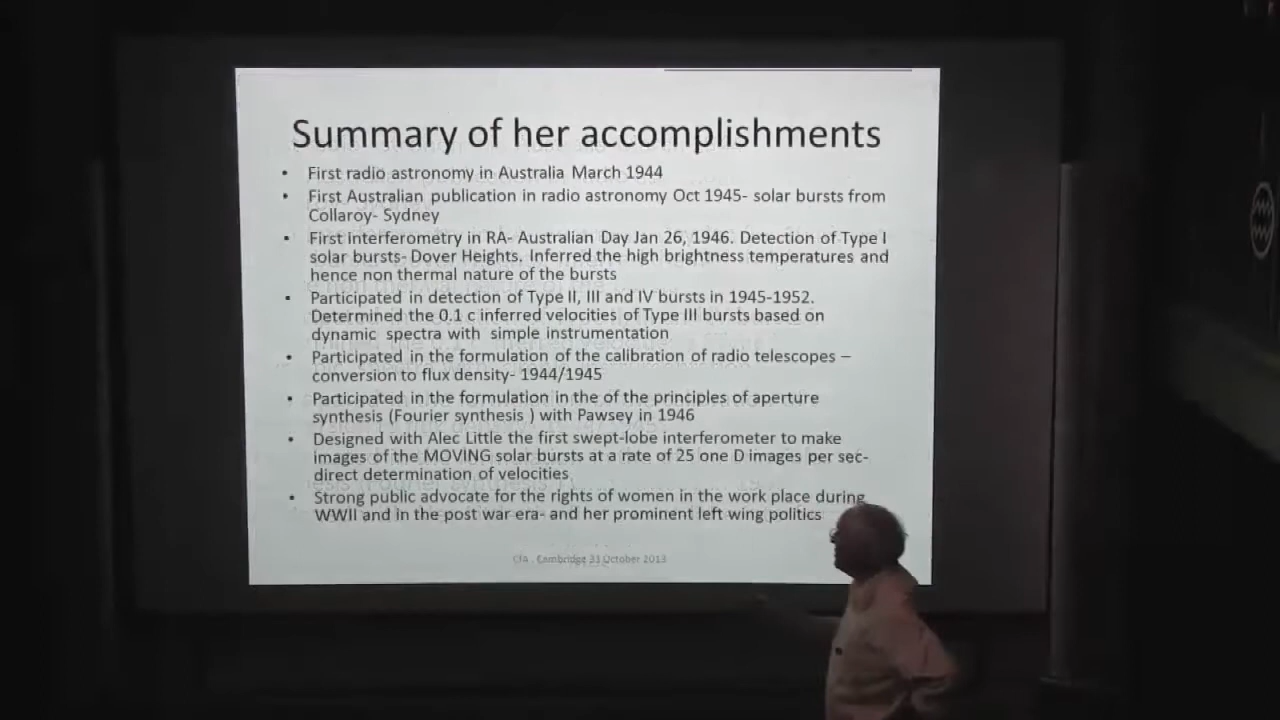 Summary of her accomplishments
• First radio astronomy in Australia March 1944
• First Australian publication in radio astronomy Oct 1945- solar bursts from
Collaroy- Sydney
• First interferometry in RA- Australian Day Jan 26, 1946. Detection of Type I
solar bursts- Dover Heights. Inferred the high brightness temperatures and
hence non thermal nature of the bursts
• Participated in detection of Type II, III and IV bursts in 1945-1952.
Determined the 0.1 c inferred velocities of Type III bursts based on
dynamic spectra with simple instrumentation
• Participated in the formulation of the calibration of radio telescopes –
conversion to flux density- 1944/1945
• Participated in the formulation in the of the principles of aperture
synthesis (Fourier synthesis ) with Pawsey in 1946
• Designed with Alec Little the first swept-lobe interferometer to make
images of the MOVING solar bursts at a rate of 25 one D images per sec-
direct determination of velocities
• Strong public advocate for the rights of women in the work place during
WWII and in the post war era- and her prominent left wing politics
CfA . Cambridge 31 October 2013